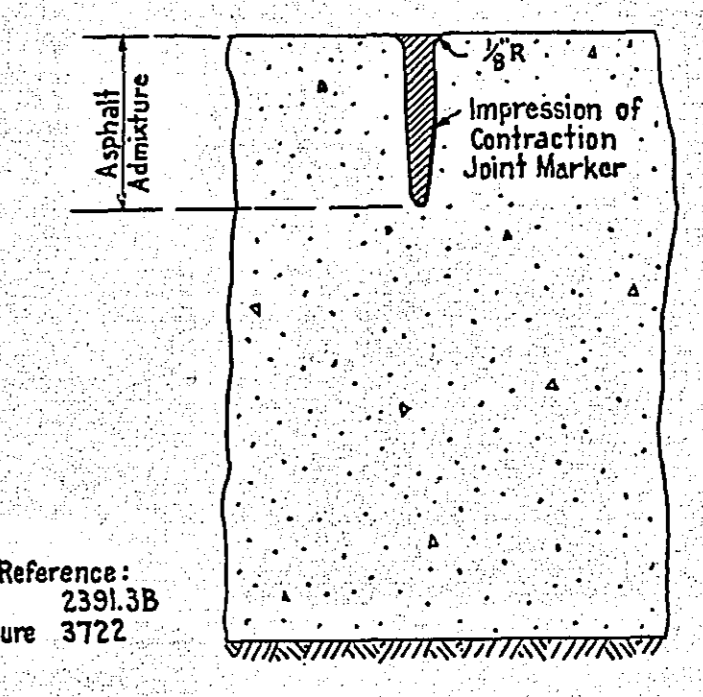 1/8"R
Asphalt
Admixture
Impression of
Contraction
Joint Marker
Reference:
2391.3B
ure 3722